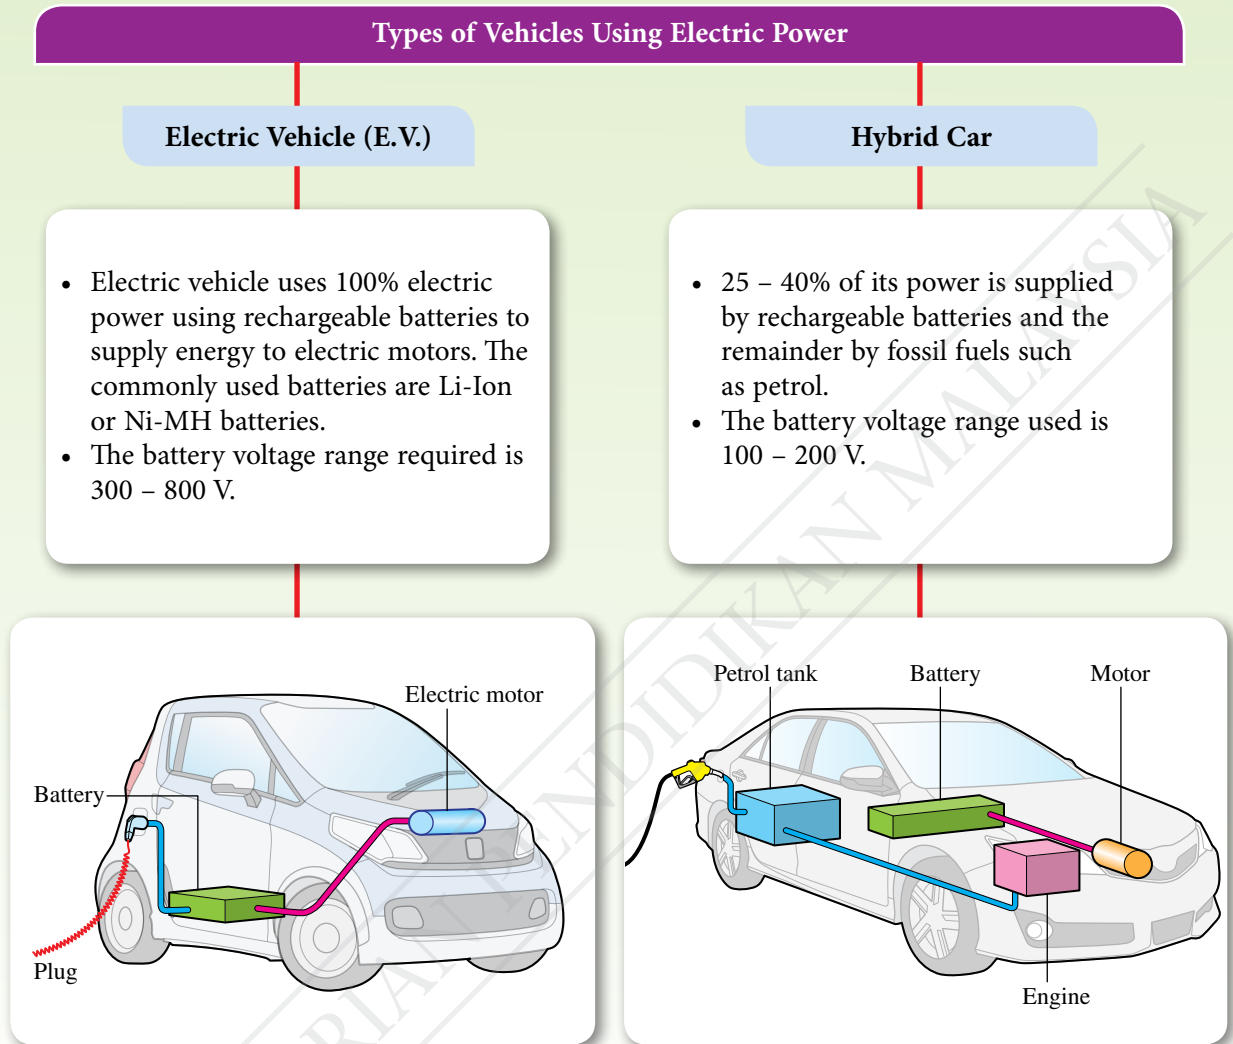 Types of Vehicles Using Electric Power
Electric Vehicle (E.V.)
• Electric vehicle uses 100% electric
power using rechargeable batteries to
supply energy to electric motors. The
commonly used batteries are Li-Ion
or Ni-MH batteries.
• The battery voltage range required is
300 – 800 V.
Electric motor
Battery
Plug
Hybrid Car
• 25 – 40% of its power is supplied
by rechargeable batteries and the
remainder by fossil fuels such
as petrol.
• The battery voltage range used is
100 – 200 V.
Petrol tank
Battery
Motor
Engine
RIAN PENDIDIKAN MALAYSIA